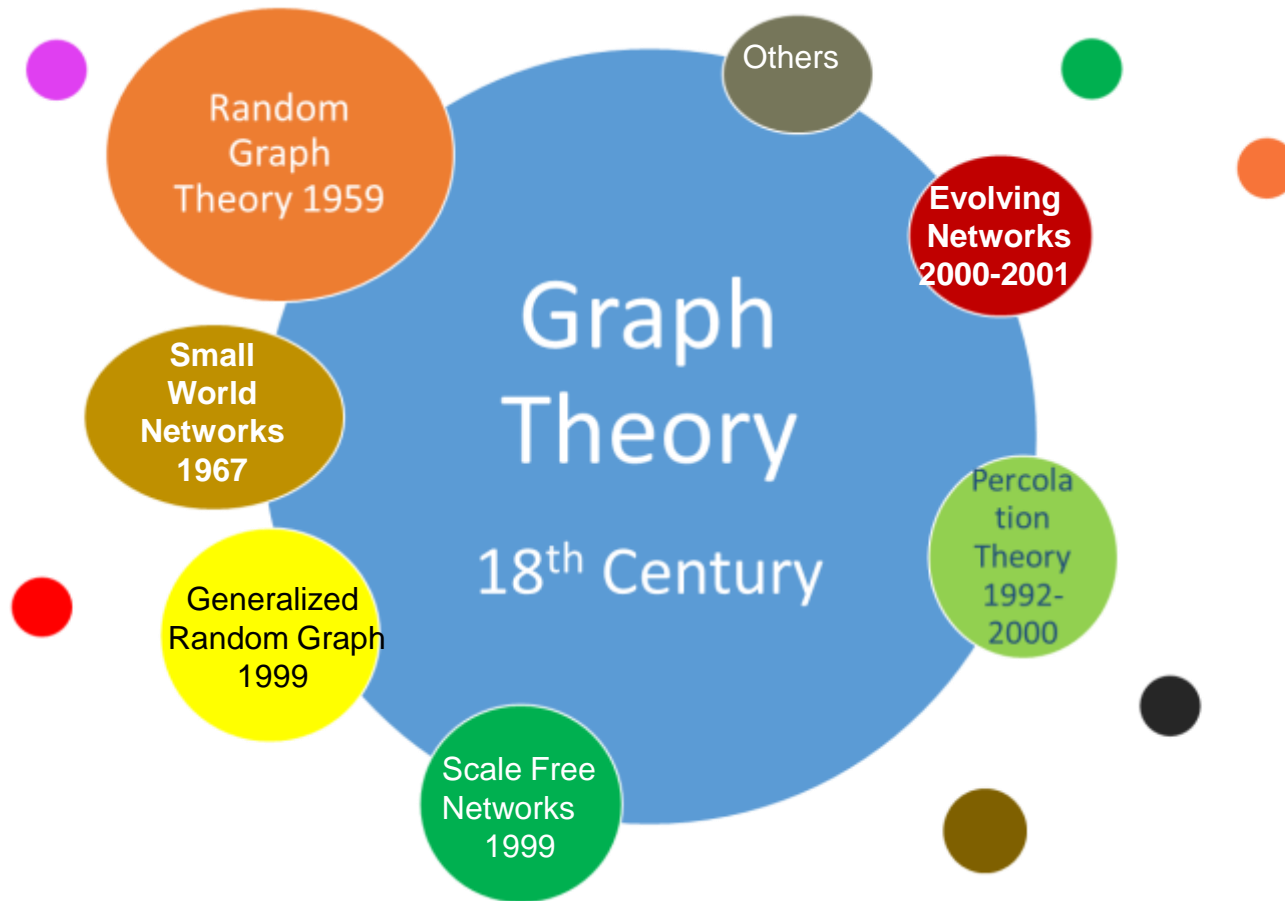 Others
Random
Graph
Theory 1959
Evolving
Networks
2000-2001
Graph
Theory
18th Century
Small
World
Networks
1967
Percola
tion
Theory
1992-
2000
Generalized
Random Graph
1999
Scale Free
Networks
1999